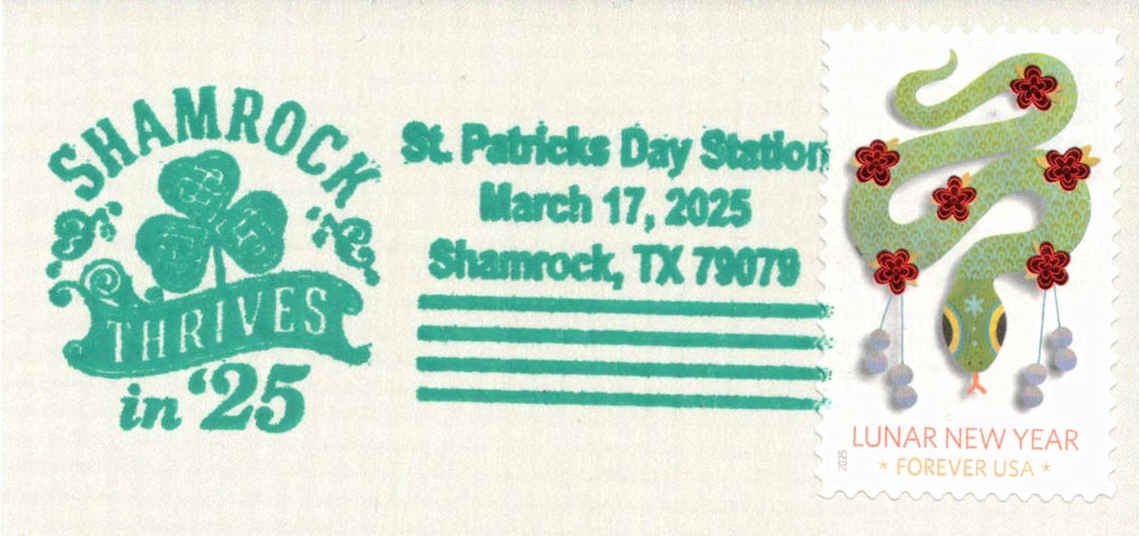 SHAMROCK
THRIVES
in '25
St. Patricks Day Station
March 17, 2025
Shamrock, TX 79079
LUNAR NEW YEAR
2025
* FOREVER USA *